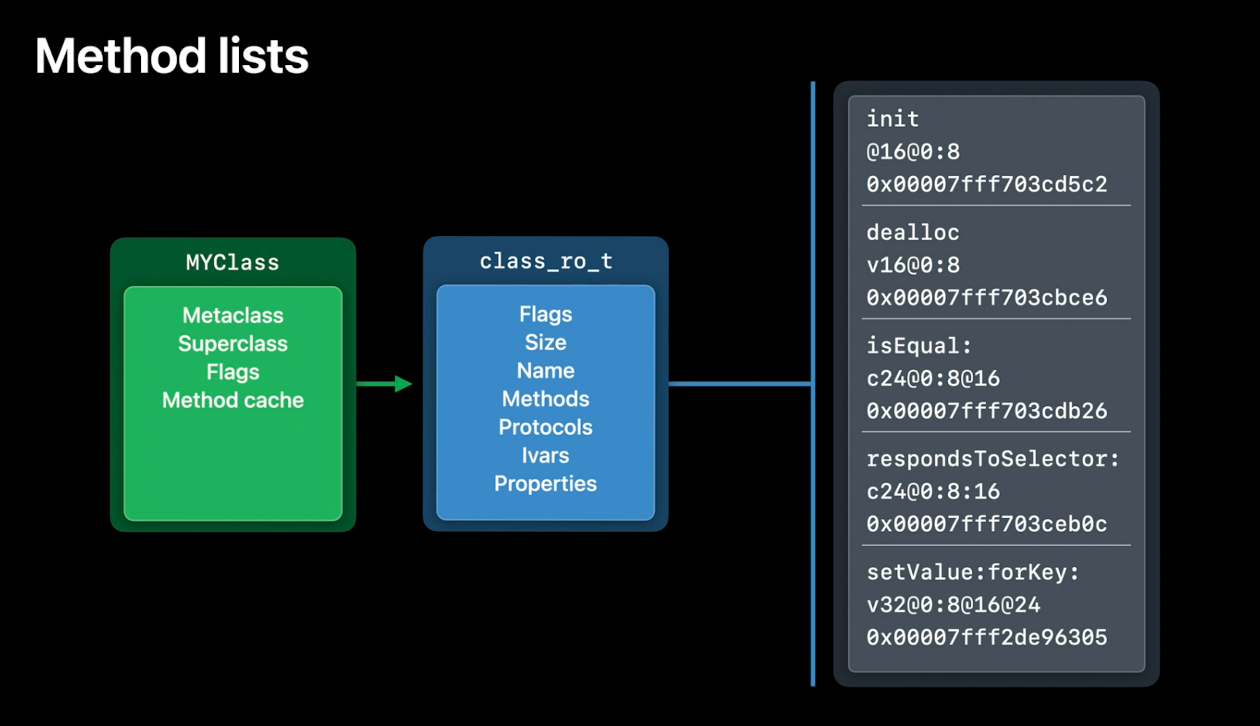 Method lists
MYClass
Metaclass
Superclass
Flags
Method cache
class_ro_t
Flags
Size
Name
Methods
Protocols
Ivars
Properties
init
@16@0:8
0x00007fff703cd5c2
dealloc
v16@0:8
0x00007fff703cbce6
isEqual:
c24@0:8@16
0x00007fff703cdb26
respondsToSelector:
c24@0:8:16
0x00007fff703ceb0c
setValue:forKey:
v32@0:8@16@24
0x00007fff2de96305